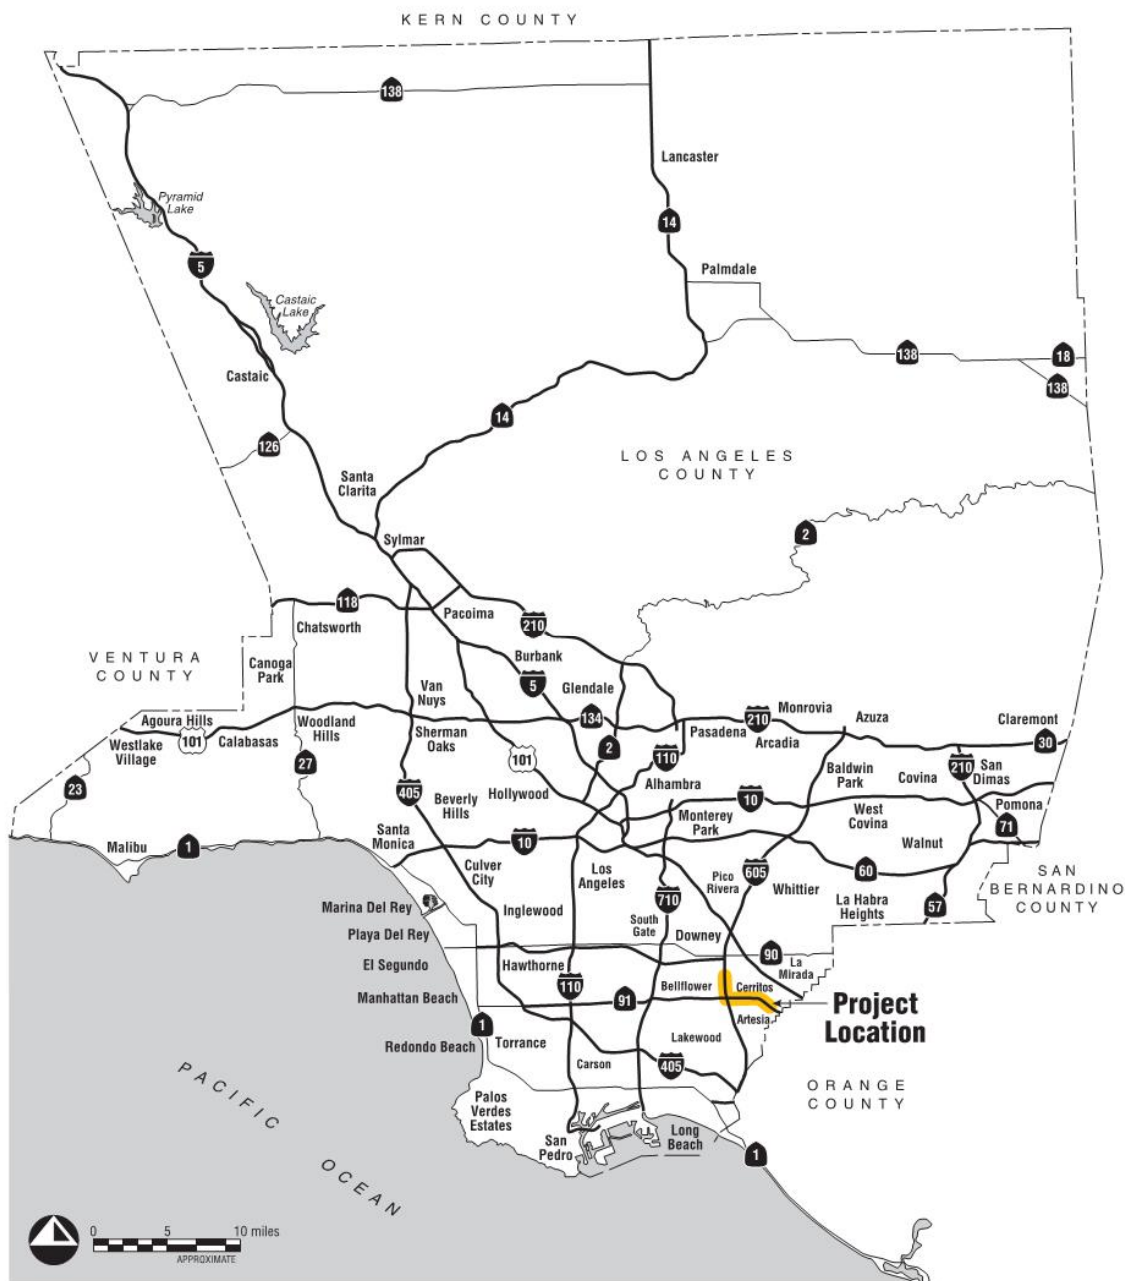 KERN COUNTY
138
Lancaster
Pyramid
Lake
14
5
Palmdale
Castaic
Lake
138
18
138
Castaic
14
126
LOS ANGELES
COUNTY
Santa
Clarita
2
Sylmar
118
Pacoima
210
Chatsworth
VENTURA
COUNTY
Canoga
Park
Burbank
5
Van
Nuys
Glendale
134
210
Monrovia
Azuza
Claremont
Agoura Hills
101
Calabasas
Woodland
Hills
Sherman
Oaks
Pasadena
Arcadia
30
Westlake
Village
27
101
2
110
210
San
Dimas
Baldwin
Park
Covina
23
405
Beverly
Hills
Hollywood
Alhambra
10
Monterey
Park
West
Covina
Pomona
71
Malibu
1
Santa
Monica
10
Walnut
Culver
City
Los
Angeles
Pico
Rivera
605
Whittier
60
SAN
BERNARDINO
COUNTY
Marina Del Rey
Inglewood
710
La Habra
Heights
57
Playa Del Rey
South
Gate
Downey
El Segundo
Hawthorne
90
La
Mirada
Manhattan Beach
110
91
Bellflower
Cerritos
Project
Location
Artesia
1
Redondo Beach
Torrance
Lakewood
Carson
405
ORANGE
COUNTY
Palos
Verdes
Estates
San
Pedro
Long
Beach
1
PACIFIC
OCEAN
0 5 10 miles
APPROXIMATE